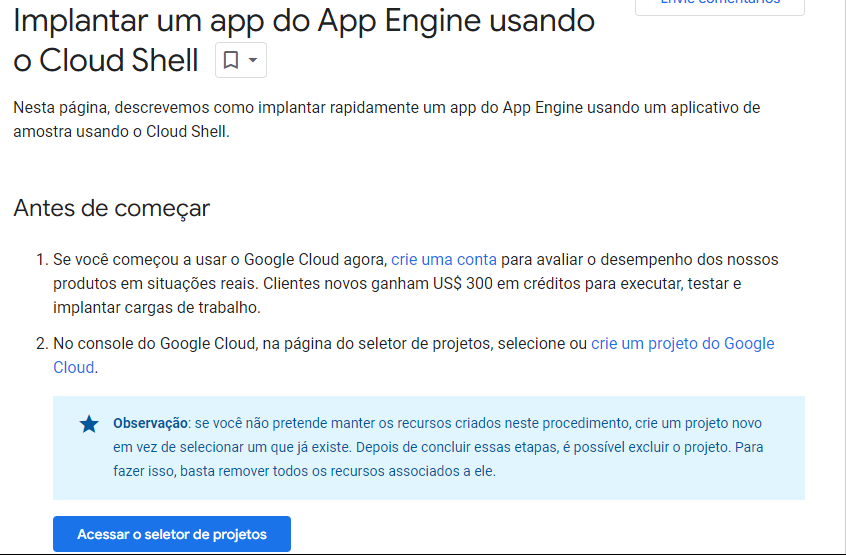 Envie comentários
Implantar um app do App Engine usando
o Cloud Shell
Nesta página, descrevemos como implantar rapidamente um app do App Engine usando um aplicativo de
amostra usando o Cloud Shell.
Antes de começar
1. Se você começou a usar o Google Cloud agora, crie uma conta para avaliar o desempenho dos nossos
produtos em situações reais. Clientes novos ganham US$ 300 em créditos para executar, testar e
implantar cargas de trabalho.
2. No console do Google Cloud, na página do seletor de projetos, selecione ou crie um projeto do Google
Cloud.
Observação: se você não pretende manter os recursos criados neste procedimento, crie um projeto novo
em vez de selecionar um que já existe. Depois de concluir essas etapas, é possível excluir o projeto. Para
fazer isso, basta remover todos os recursos associados a ele.
Acessar o seletor de projetos